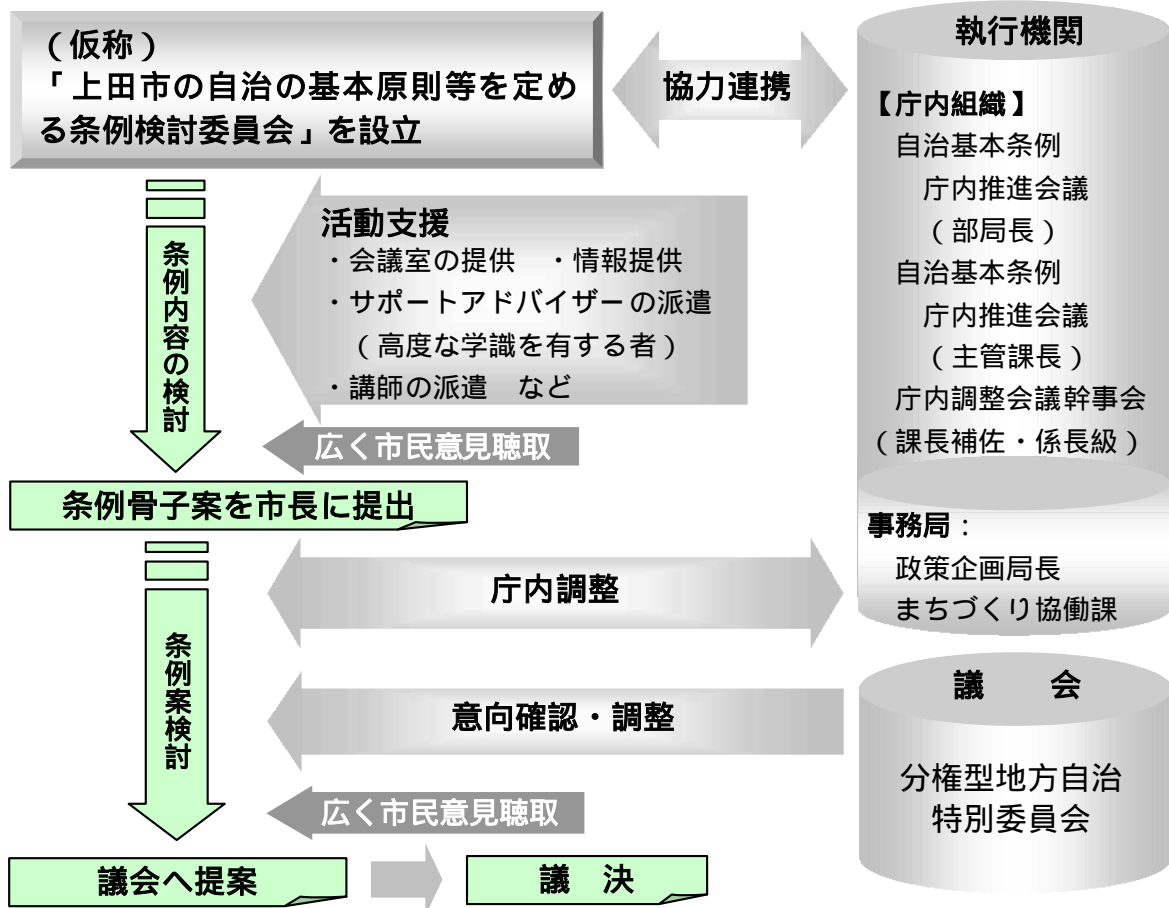 （仮称）
「上田市の自治の基本原則等を定め
る条例検討委員会」を設立
協力連携
執行機関
【庁内組織】
自治基本条例
庁内推進会議
（部局長）
自治基本条例
庁内推進会議
（主管課長）
庁内調整会議幹事会
（課長補佐・係長級）
事務局：
政策企画局長
まちづくり協働課
条例内容の検討
活動支援
・会議室の提供　・情報提供
・サポートアドバイザーの派遣
（高度な学識を有する者）
・講師の派遣　など
広く市民意見聴取
条例骨子案を市長に提出
条例案検討
庁内調整
意向確認・調整
議　会
分権型地方自治
特別委員会
広く市民意見聴取
議会へ提案
議　決